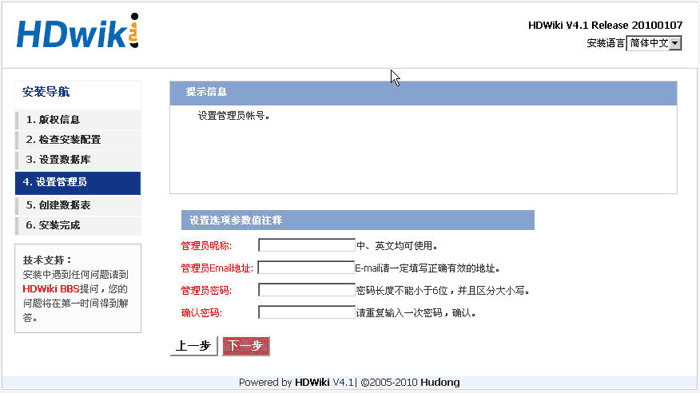 HDwiki
HDWiki V4.1 Release 20100107
安装语言 简体中文
安装导航
1. 版权信息
2. 检查安装配置
3. 设置数据库
4. 设置管理员
5. 创建数据表
6. 安装完成
技术支持：
安装中遇到任何问题请到
HDWiki BBS提问，您的
问题将在第一时间得到解
答。
提示信息
设置管理员帐号。
设置选项参数值注释
管理员昵称: 中、英文均可使用。
管理员Email地址: E-mail请一定填写正确有效的地址。
管理员密码: 密码长度不能小于6位，并且区分大小写。
确认密码: 请重复输入一次密码，确认。
上一步 下一步
Powered by HDWiki V4.1| ©2005-2010 Hudong